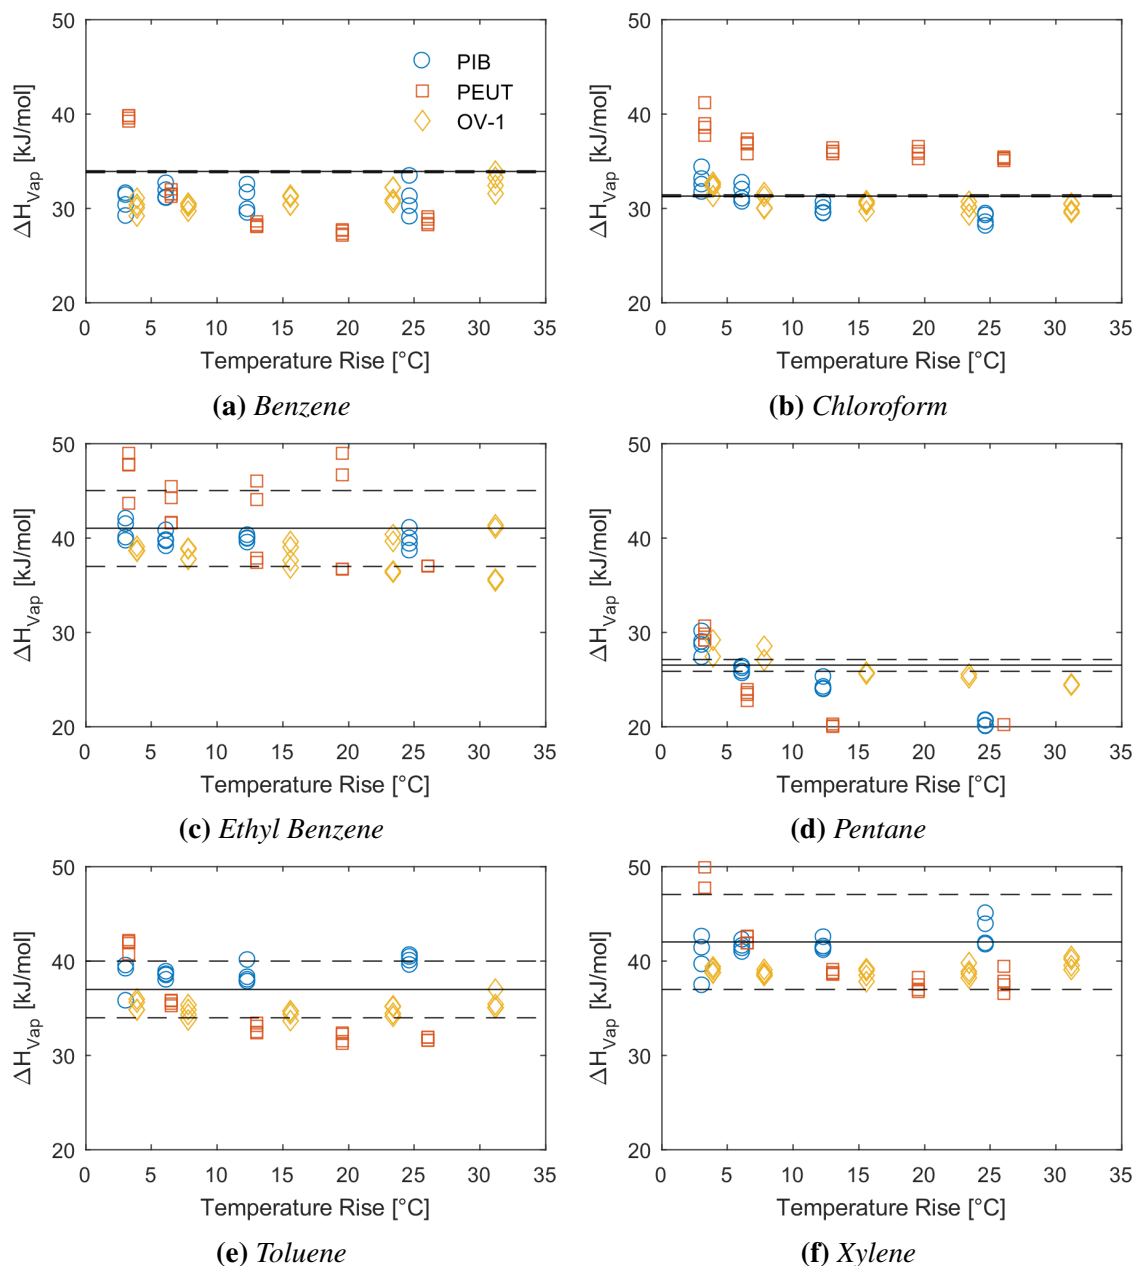 50
40
30
20
ΔH_Vap [kJ/mol]
PIB
PEUT
OV-1
0 5 10 15 20 25 30 35
Temperature Rise [°C]
(a) Benzene
50
40
30
20
ΔH_Vap [kJ/mol]
0 5 10 15 20 25 30 35
Temperature Rise [°C]
(b) Chloroform
50
40
30
20
ΔH_Vap [kJ/mol]
0 5 10 15 20 25 30 35
Temperature Rise [°C]
(c) Ethyl Benzene
50
40
30
20
ΔH_Vap [kJ/mol]
0 5 10 15 20 25 30 35
Temperature Rise [°C]
(d) Pentane
50
40
30
20
ΔH_Vap [kJ/mol]
0 5 10 15 20 25 30 35
Temperature Rise [°C]
(e) Toluene
50
40
30
20
ΔH_Vap [kJ/mol]
0 5 10 15 20 25 30 35
Temperature Rise [°C]
(f) Xylene